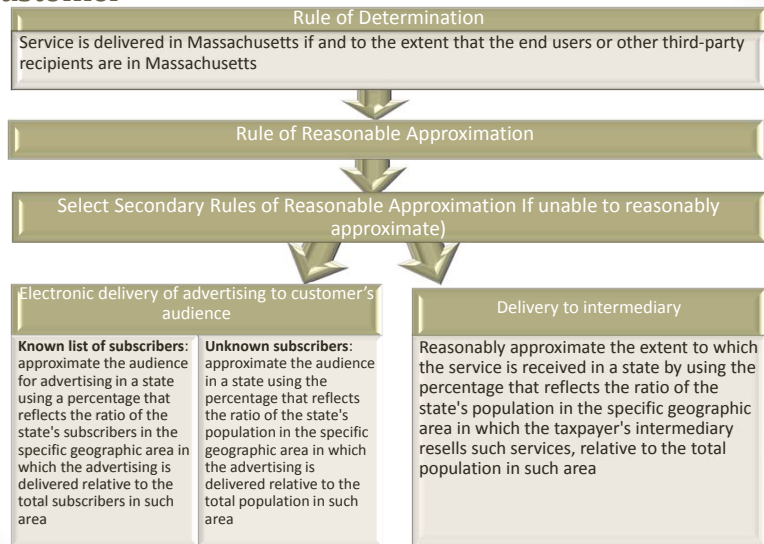 Rule of Determination
Service is delivered in Massachusetts if and to the extent that the end users or other third-party
recipients are in Massachusetts
Rule of Reasonable Approximation
Select Secondary Rules of Reasonable Approximation If unable to reasonably
approximate)
Electronic delivery of advertising to customer's
audience
Known list of subscribers:
approximate the audience
for advertising in a state
using a percentage that
reflects the ratio of the
state's subscribers in the
specific geographic area in
which the advertising is
delivered relative to the
total subscribers in such
area
Unknown subscribers:
approximate the audience
in a state using the
percentage that reflects
the ratio of the state's
population in the specific
geographic area in which
the advertising is
delivered relative to the
total population in such
area
Delivery to intermediary
Reasonably approximate the extent to which
the service is received in a state by using the
percentage that reflects the ratio of the
state's population in the specific geographic
area in which the taxpayer's intermediary
resells such services, relative to the total
population in such area